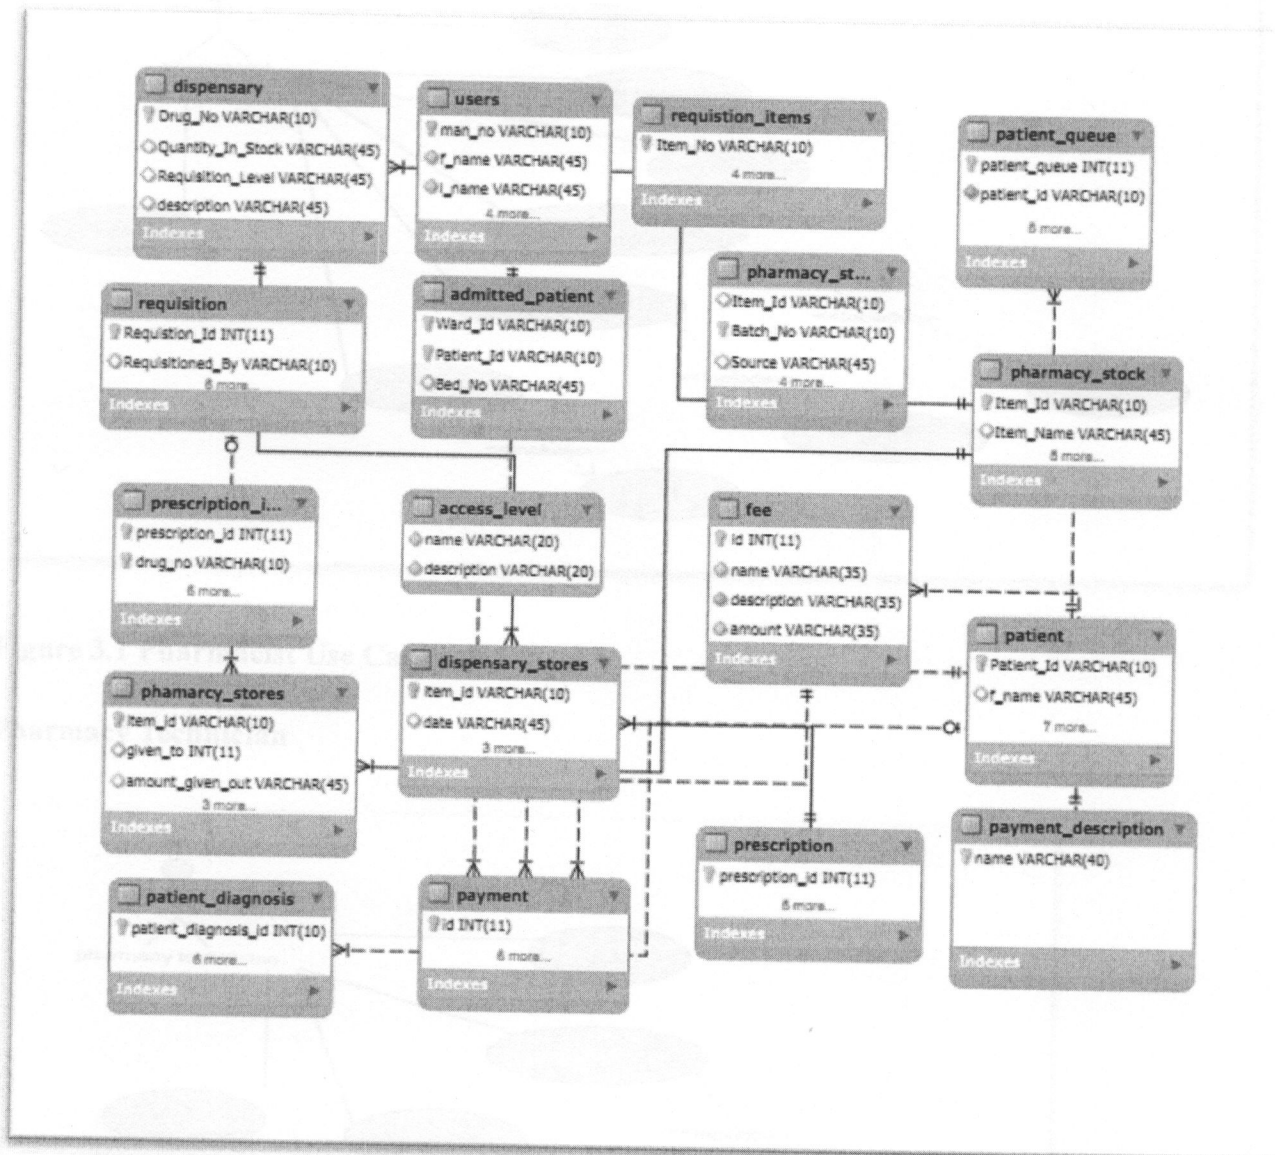 dispensary
Drug_No VARCHAR(10)
Quantity_In_Stock VARCHAR(45)
Requisition_Level VARCHAR(45)
description VARCHAR(45)
Indexes
users
man_no VARCHAR(10)
f_name VARCHAR(45)
l_name VARCHAR(45)
4 more...
Indexes
requistion_items
Item_No VARCHAR(10)
4 more...
Indexes
patient_queue
patient_queue INT(11)
patient_id VARCHAR(10)
6 more...
Indexes
requisition
Requistion_Id INT(11)
Requisitioned_By VARCHAR(10)
6 more...
Indexes
admitted_patient
Ward_Id VARCHAR(10)
Patient_Id VARCHAR(10)
Bed_No VARCHAR(45)
Indexes
pharmacy_st...
Item_Id VARCHAR(10)
Batch_No VARCHAR(10)
Source VARCHAR(45)
4 more...
Indexes
pharmacy_stock
Item_Id VARCHAR(10)
Item_Name VARCHAR(45)
6 more...
Indexes
prescription_i...
prescription_id INT(11)
drug_no VARCHAR(10)
6 more...
Indexes
access_level
name VARCHAR(20)
description VARCHAR(20)
fee
id INT(11)
name VARCHAR(35)
description VARCHAR(35)
amount VARCHAR(35)
Indexes
patient
Patient_Id VARCHAR(10)
f_name VARCHAR(45)
7 more...
Indexes
phamarcy_stores
item_id VARCHAR(10)
given_to INT(11)
amount_given_out VARCHAR(45)
3 more...
Indexes
dispensary_stores
item_id VARCHAR(10)
date VARCHAR(45)
3 more...
Indexes
prescription
prescription_id INT(11)
6 more...
Indexes
payment_description
name VARCHAR(40)
Indexes
patient_diagnosis
patient_diagnosis_id INT(10)
6 more...
Indexes
payment
id INT(11)
6 more...
Indexes